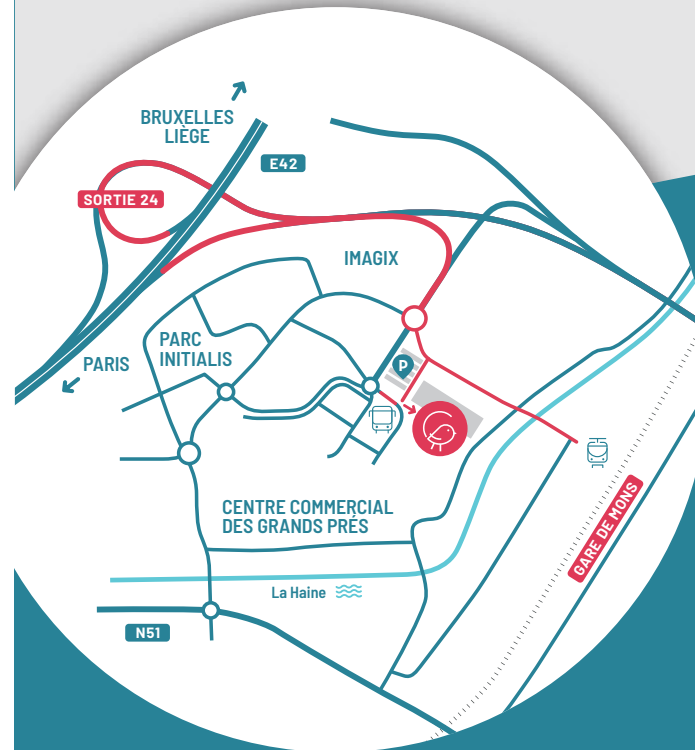 BRUXELLES
LIÈGE
E42
SORTIE 24
IMAGIX
PARC
INITIALIS
PARIS
P
CENTRE COMMERCIAL
DES GRANDS PRÉS
GARE DE MONS
La Haine
N51